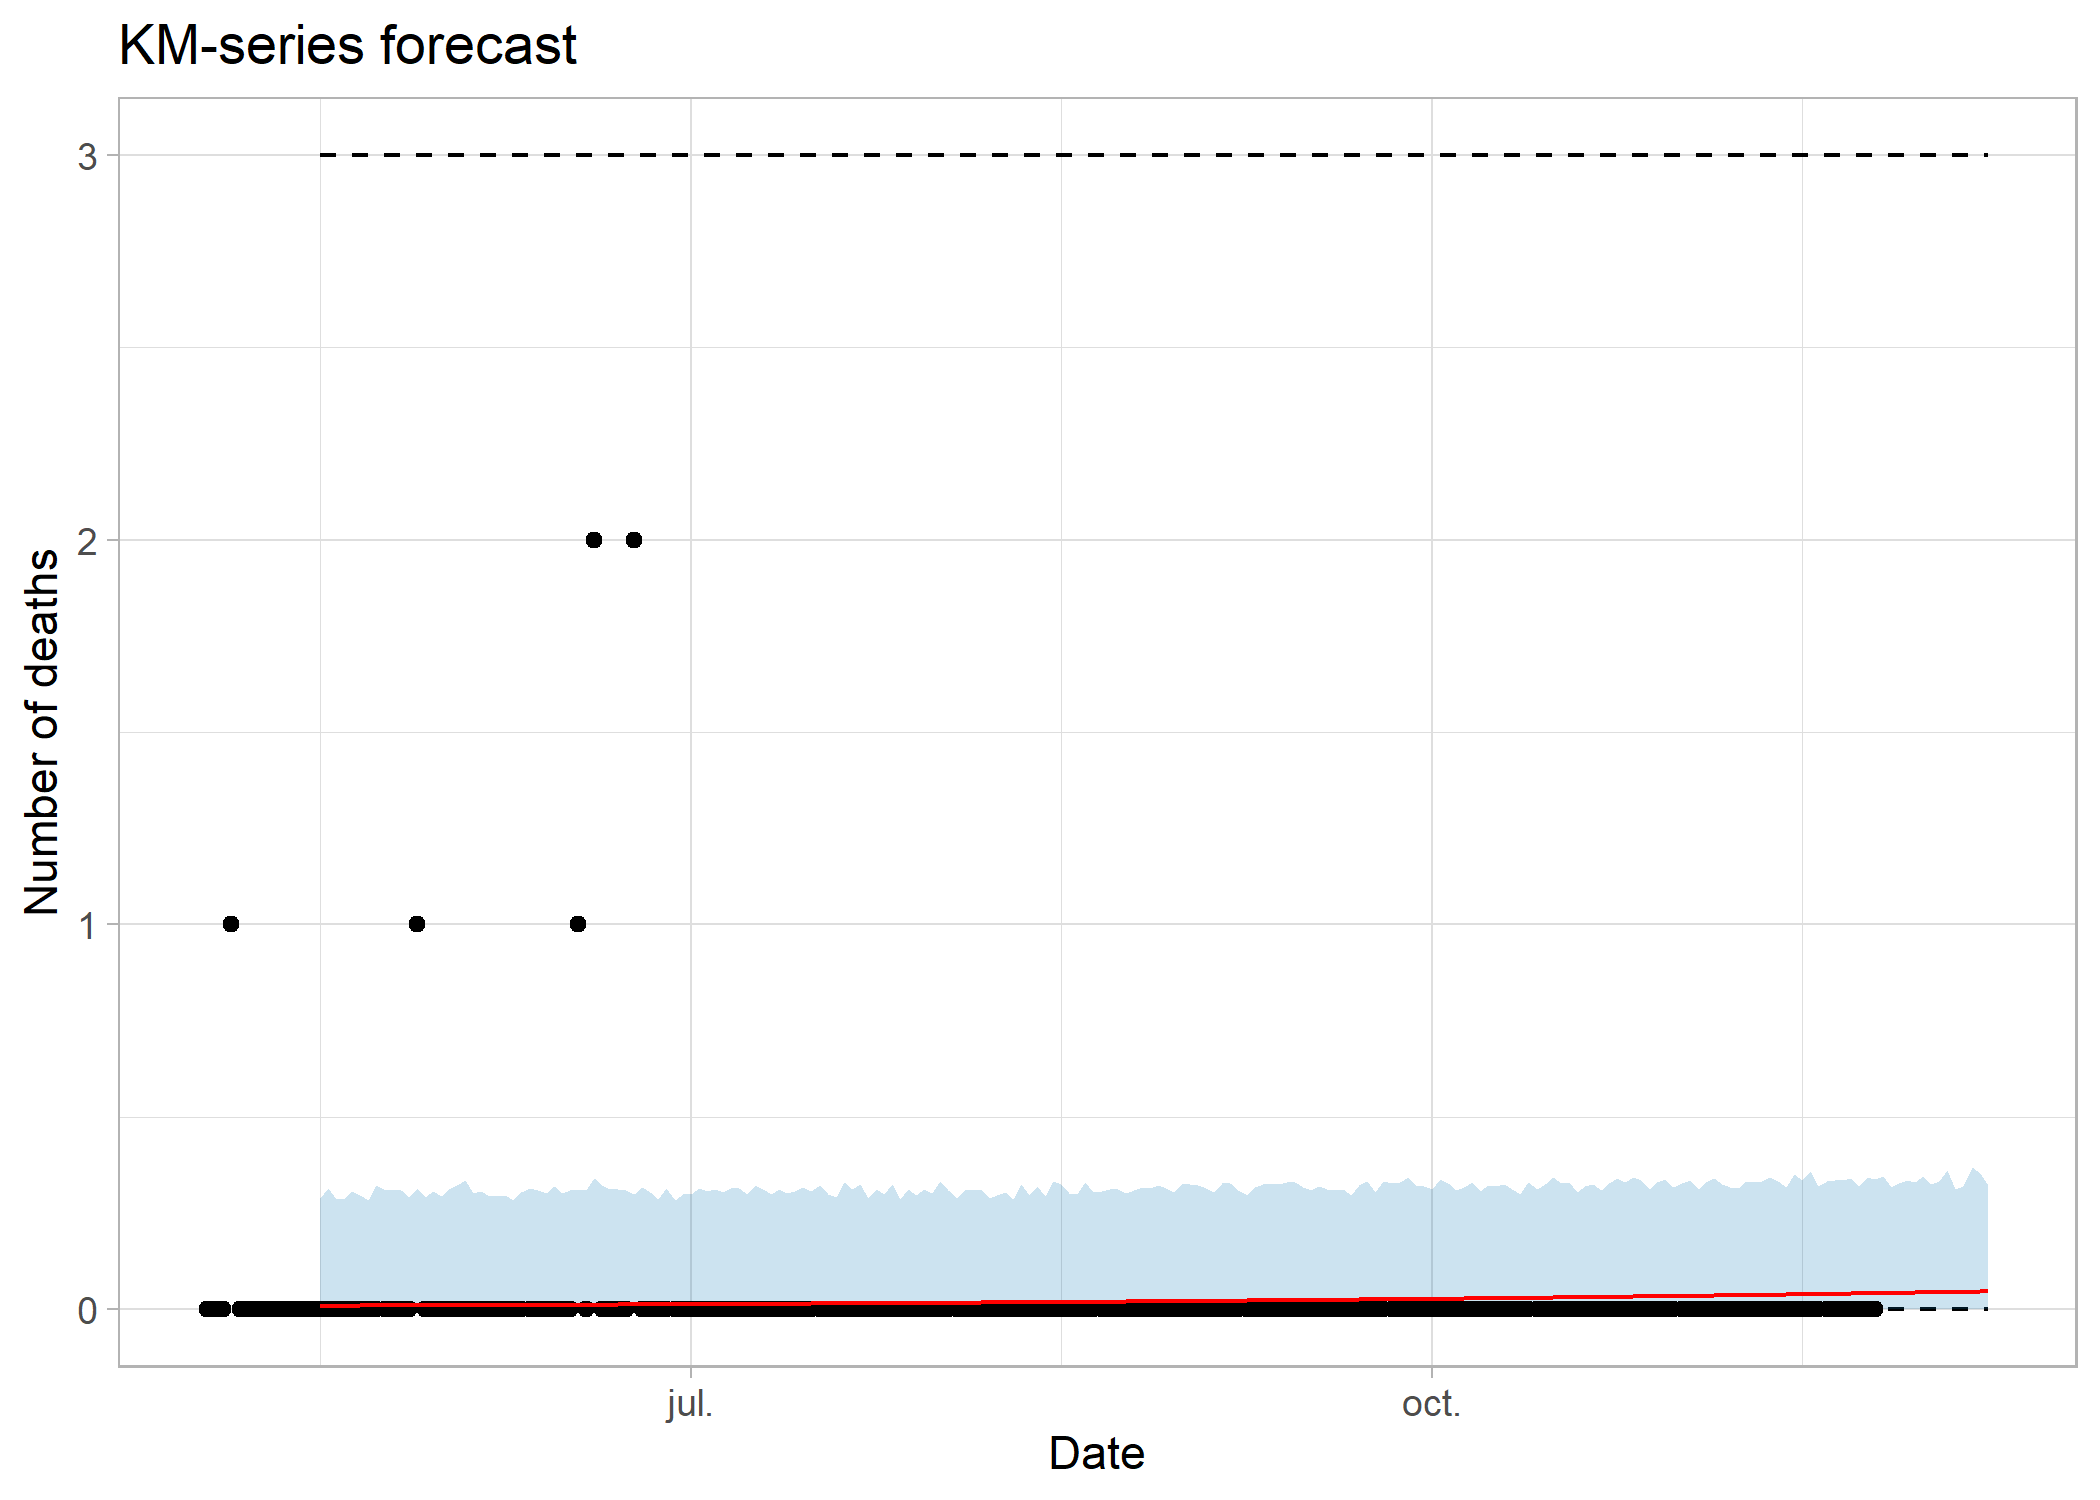 KM-series forecast
3
2
1
0
Number of deaths
jul.
oct.
Date